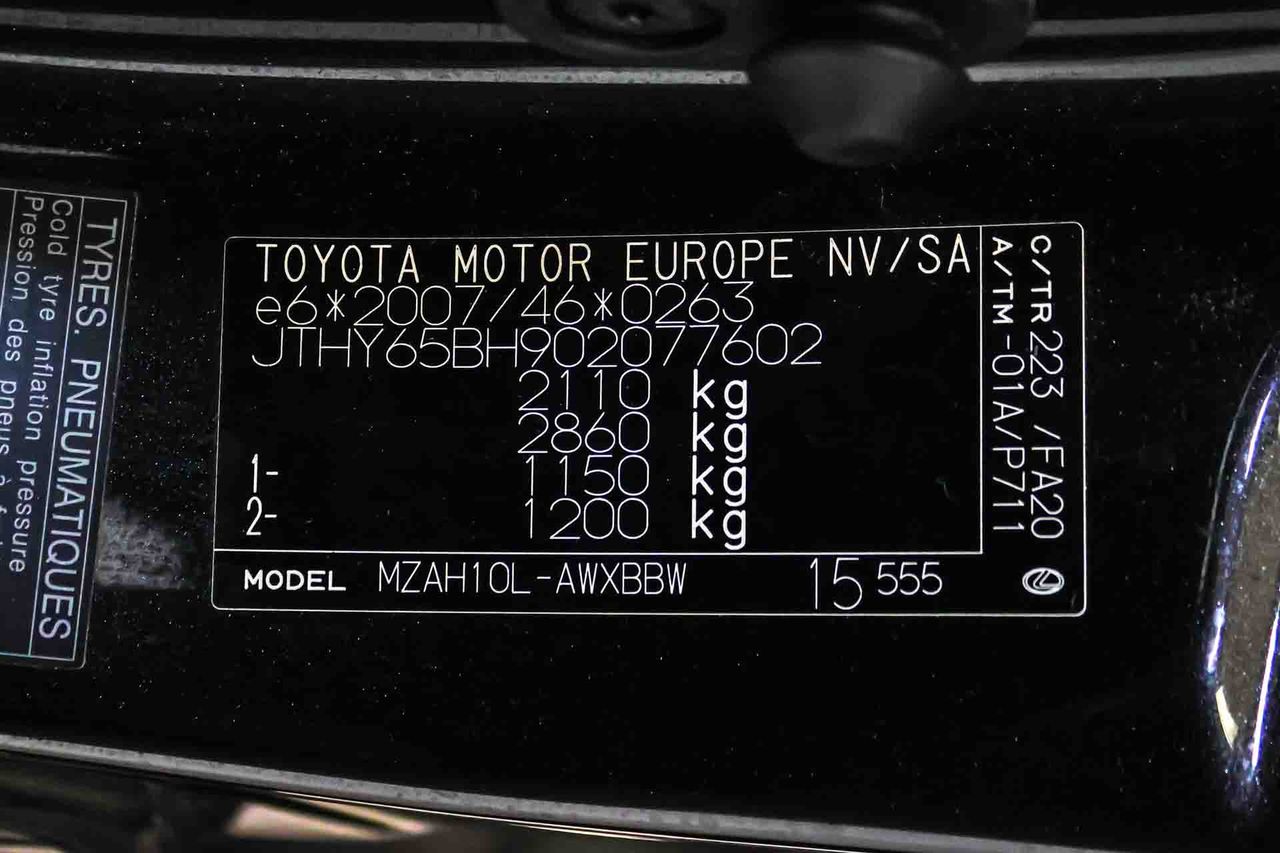 TYRES. PNEUMATIQUES
Cold tyre inflation pressure
Pression des pneus à
TOYOTA MOTOR EUROPE NV/SA
e6*2007/46*0263
JTHY65BH902077602
2110 kg
2860 kg
1- 1150 kg
2- 1200 kg
MODEL MZAH10L-AWXBBW 15 555
C/TR 223 /FA20
A/TM-01A/P711